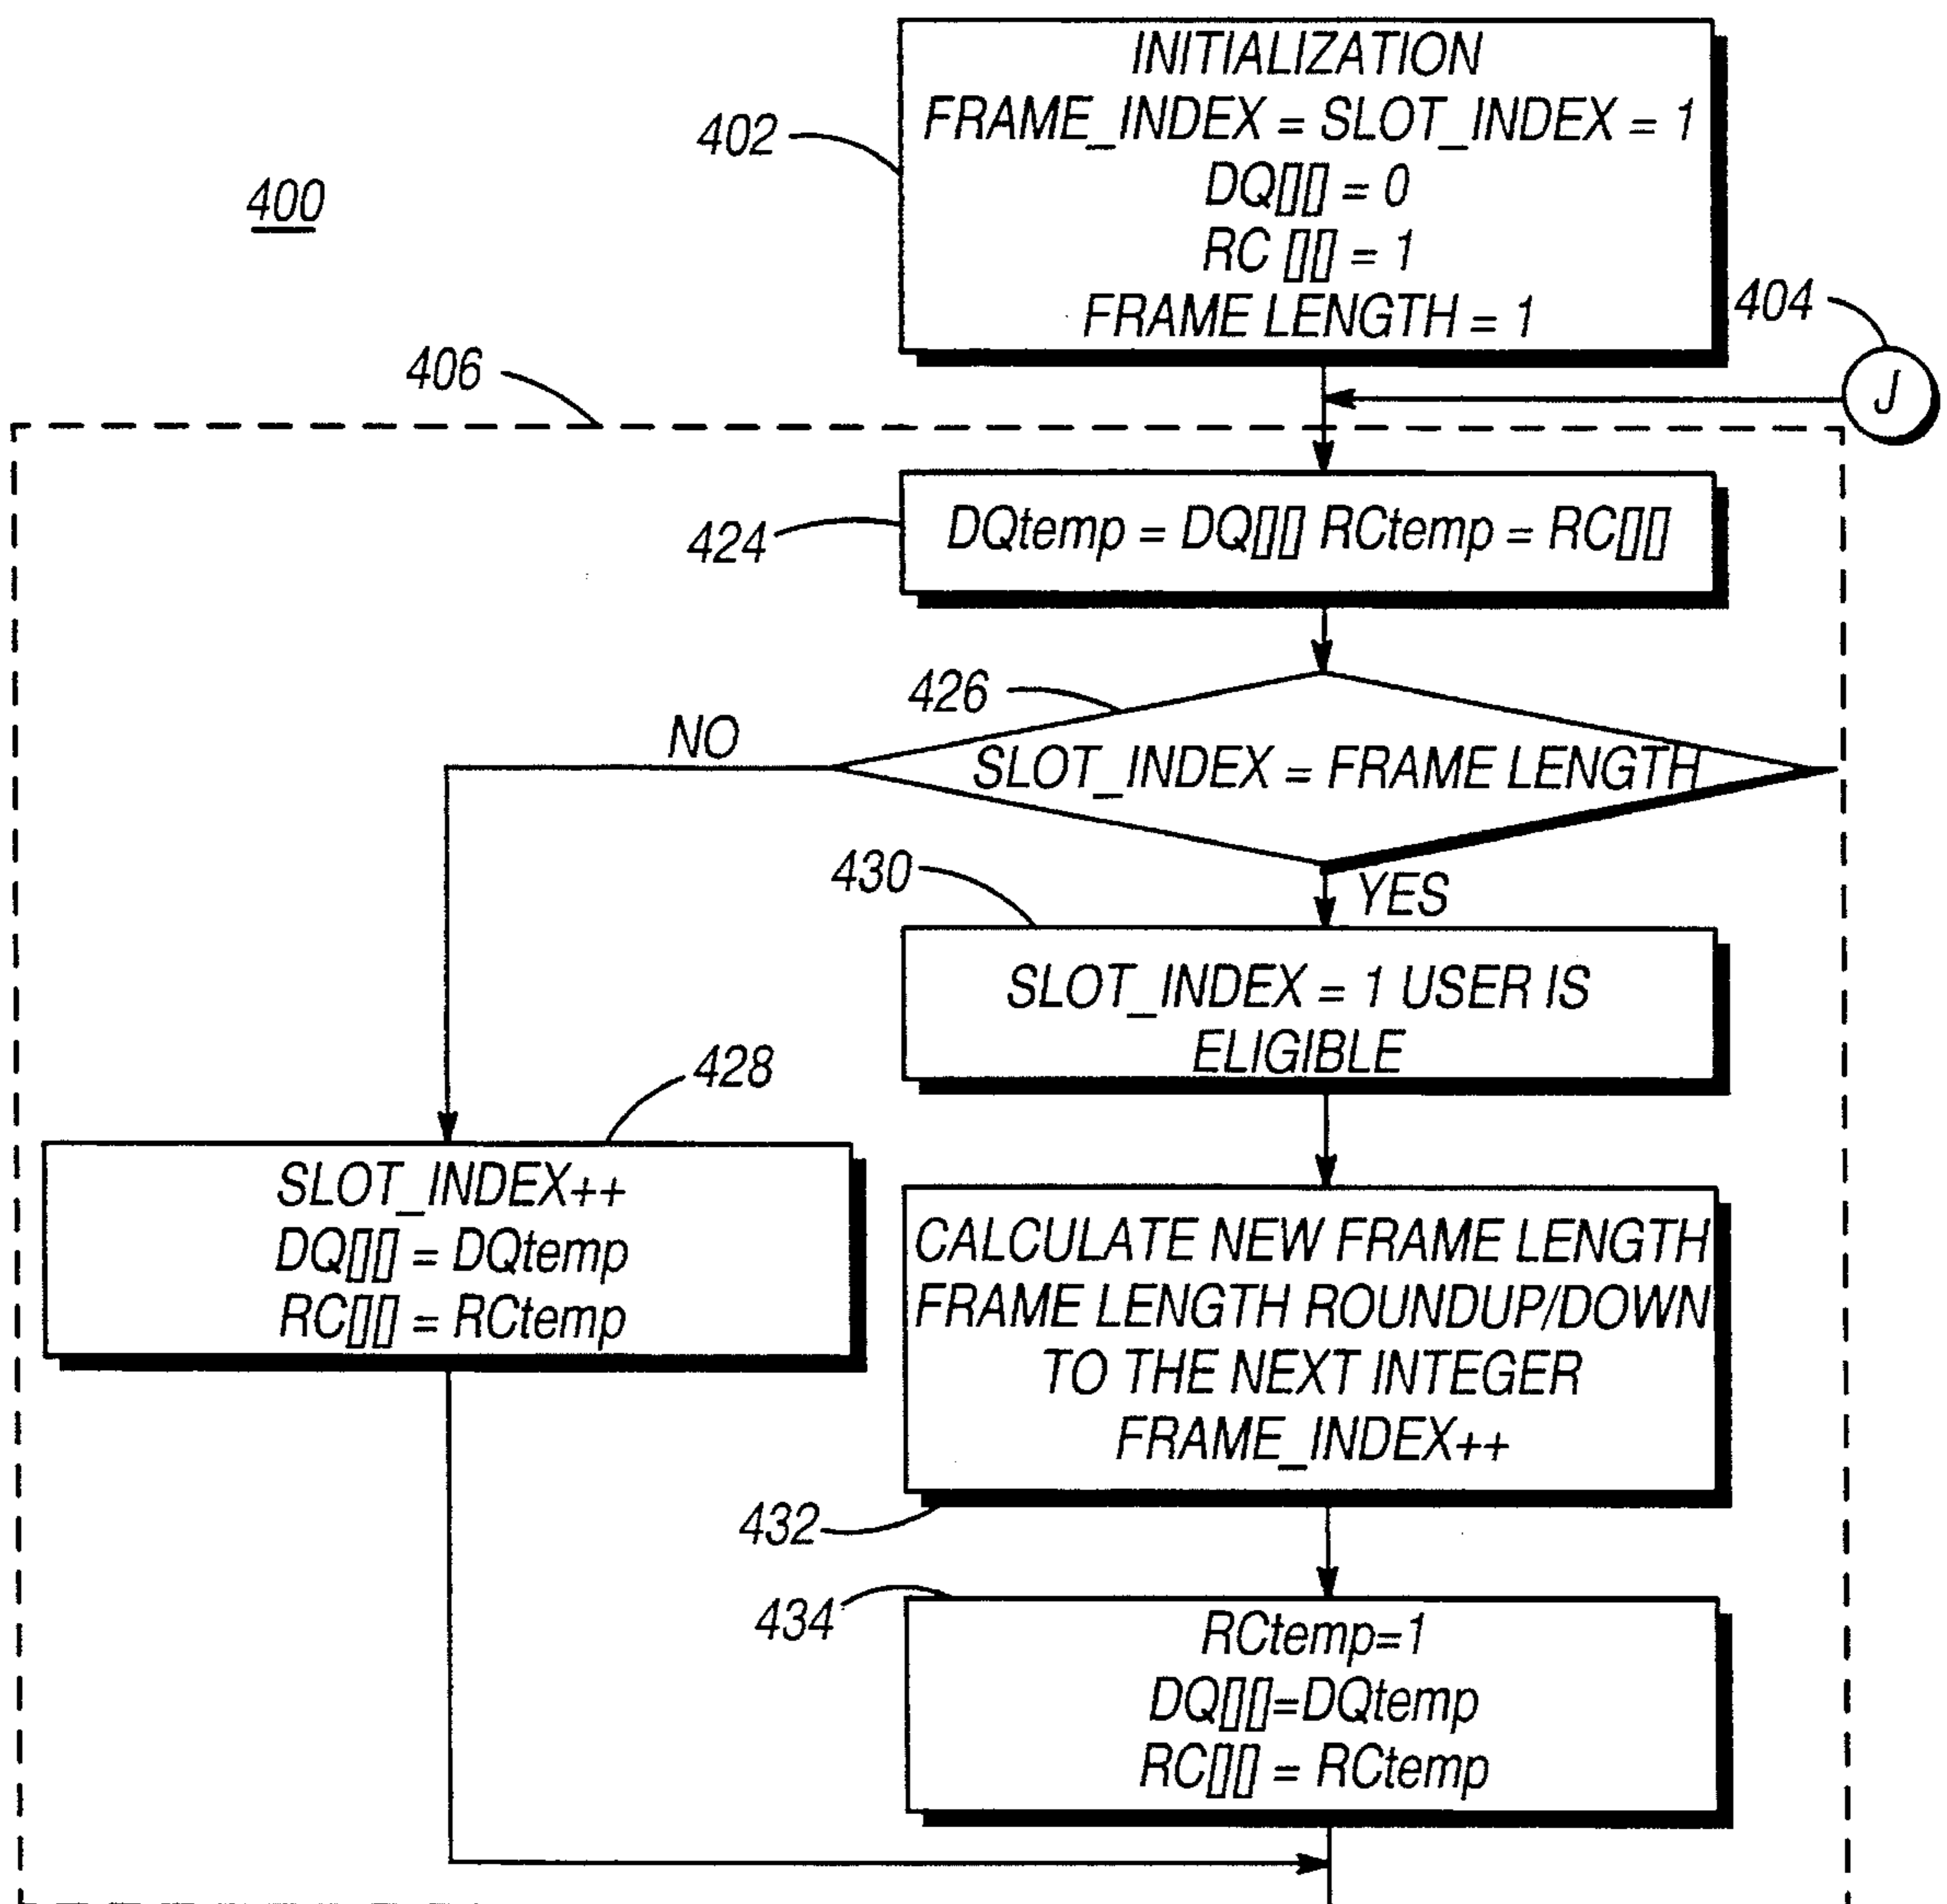 400
402
INITIALIZATION
FRAME_INDEX = SLOT_INDEX = 1
DQ[][] = 0
RC [][] = 1
FRAME LENGTH = 1
404
J
406
424
DQtemp = DQ[][] RCtemp = RC[][]
426
SLOT_INDEX = FRAME LENGTH
NO
YES
430
SLOT_INDEX = 1 USER IS
ELIGIBLE
428
SLOT_INDEX++
DQ[][] = DQtemp
RC[][] = RCtemp
CALCULATE NEW FRAME LENGTH
FRAME LENGTH ROUNDUP/DOWN
TO THE NEXT INTEGER
FRAME_INDEX++
432
434
RCtemp=1
DQ[][]=DQtemp
RC[][] = RCtemp